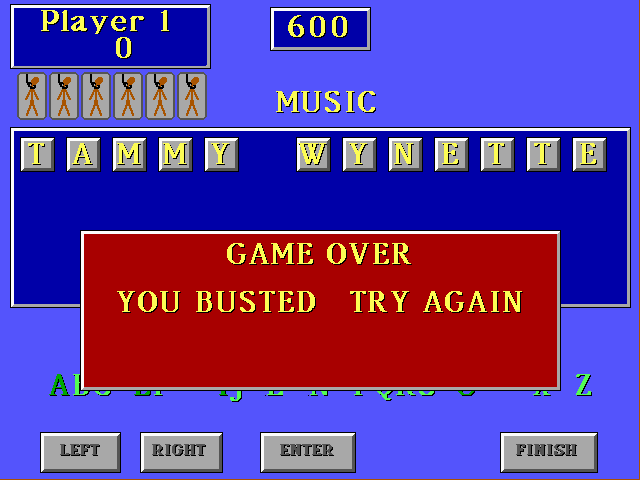 Player 1
0
600
MUSIC
TAMMY WYNETTE
GAME OVER
YOU BUSTED TRY AGAIN
Z
LEFT RIGHT ENTER FINISH